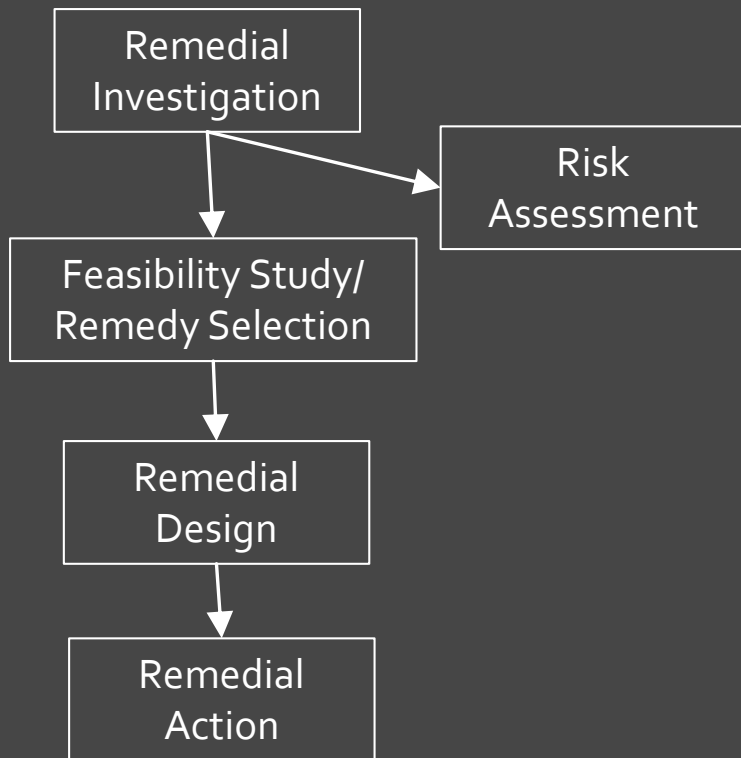 Remedial
Investigation
Risk
Assessment
Feasibility Study/
Remedy Selection
Remedial
Design
Remedial
Action